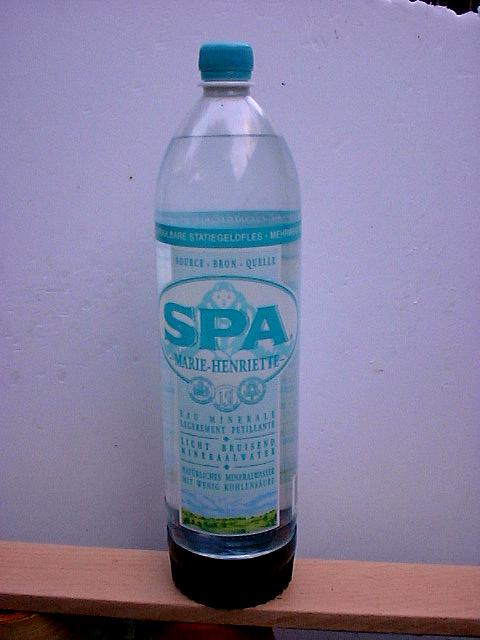 BARE STATIEGELDFLES • MEHRW
SOURCE - BRON - QUELLE
SPA
MARIE-HENRIETTE
EAU MINERALE
LEGEREMENT PETILLANTE
LICHT BRUISEND
MINERAALWATER
NATÜRLICHES MINERALWASSER
MIT WENIG KOHLENSÄURE